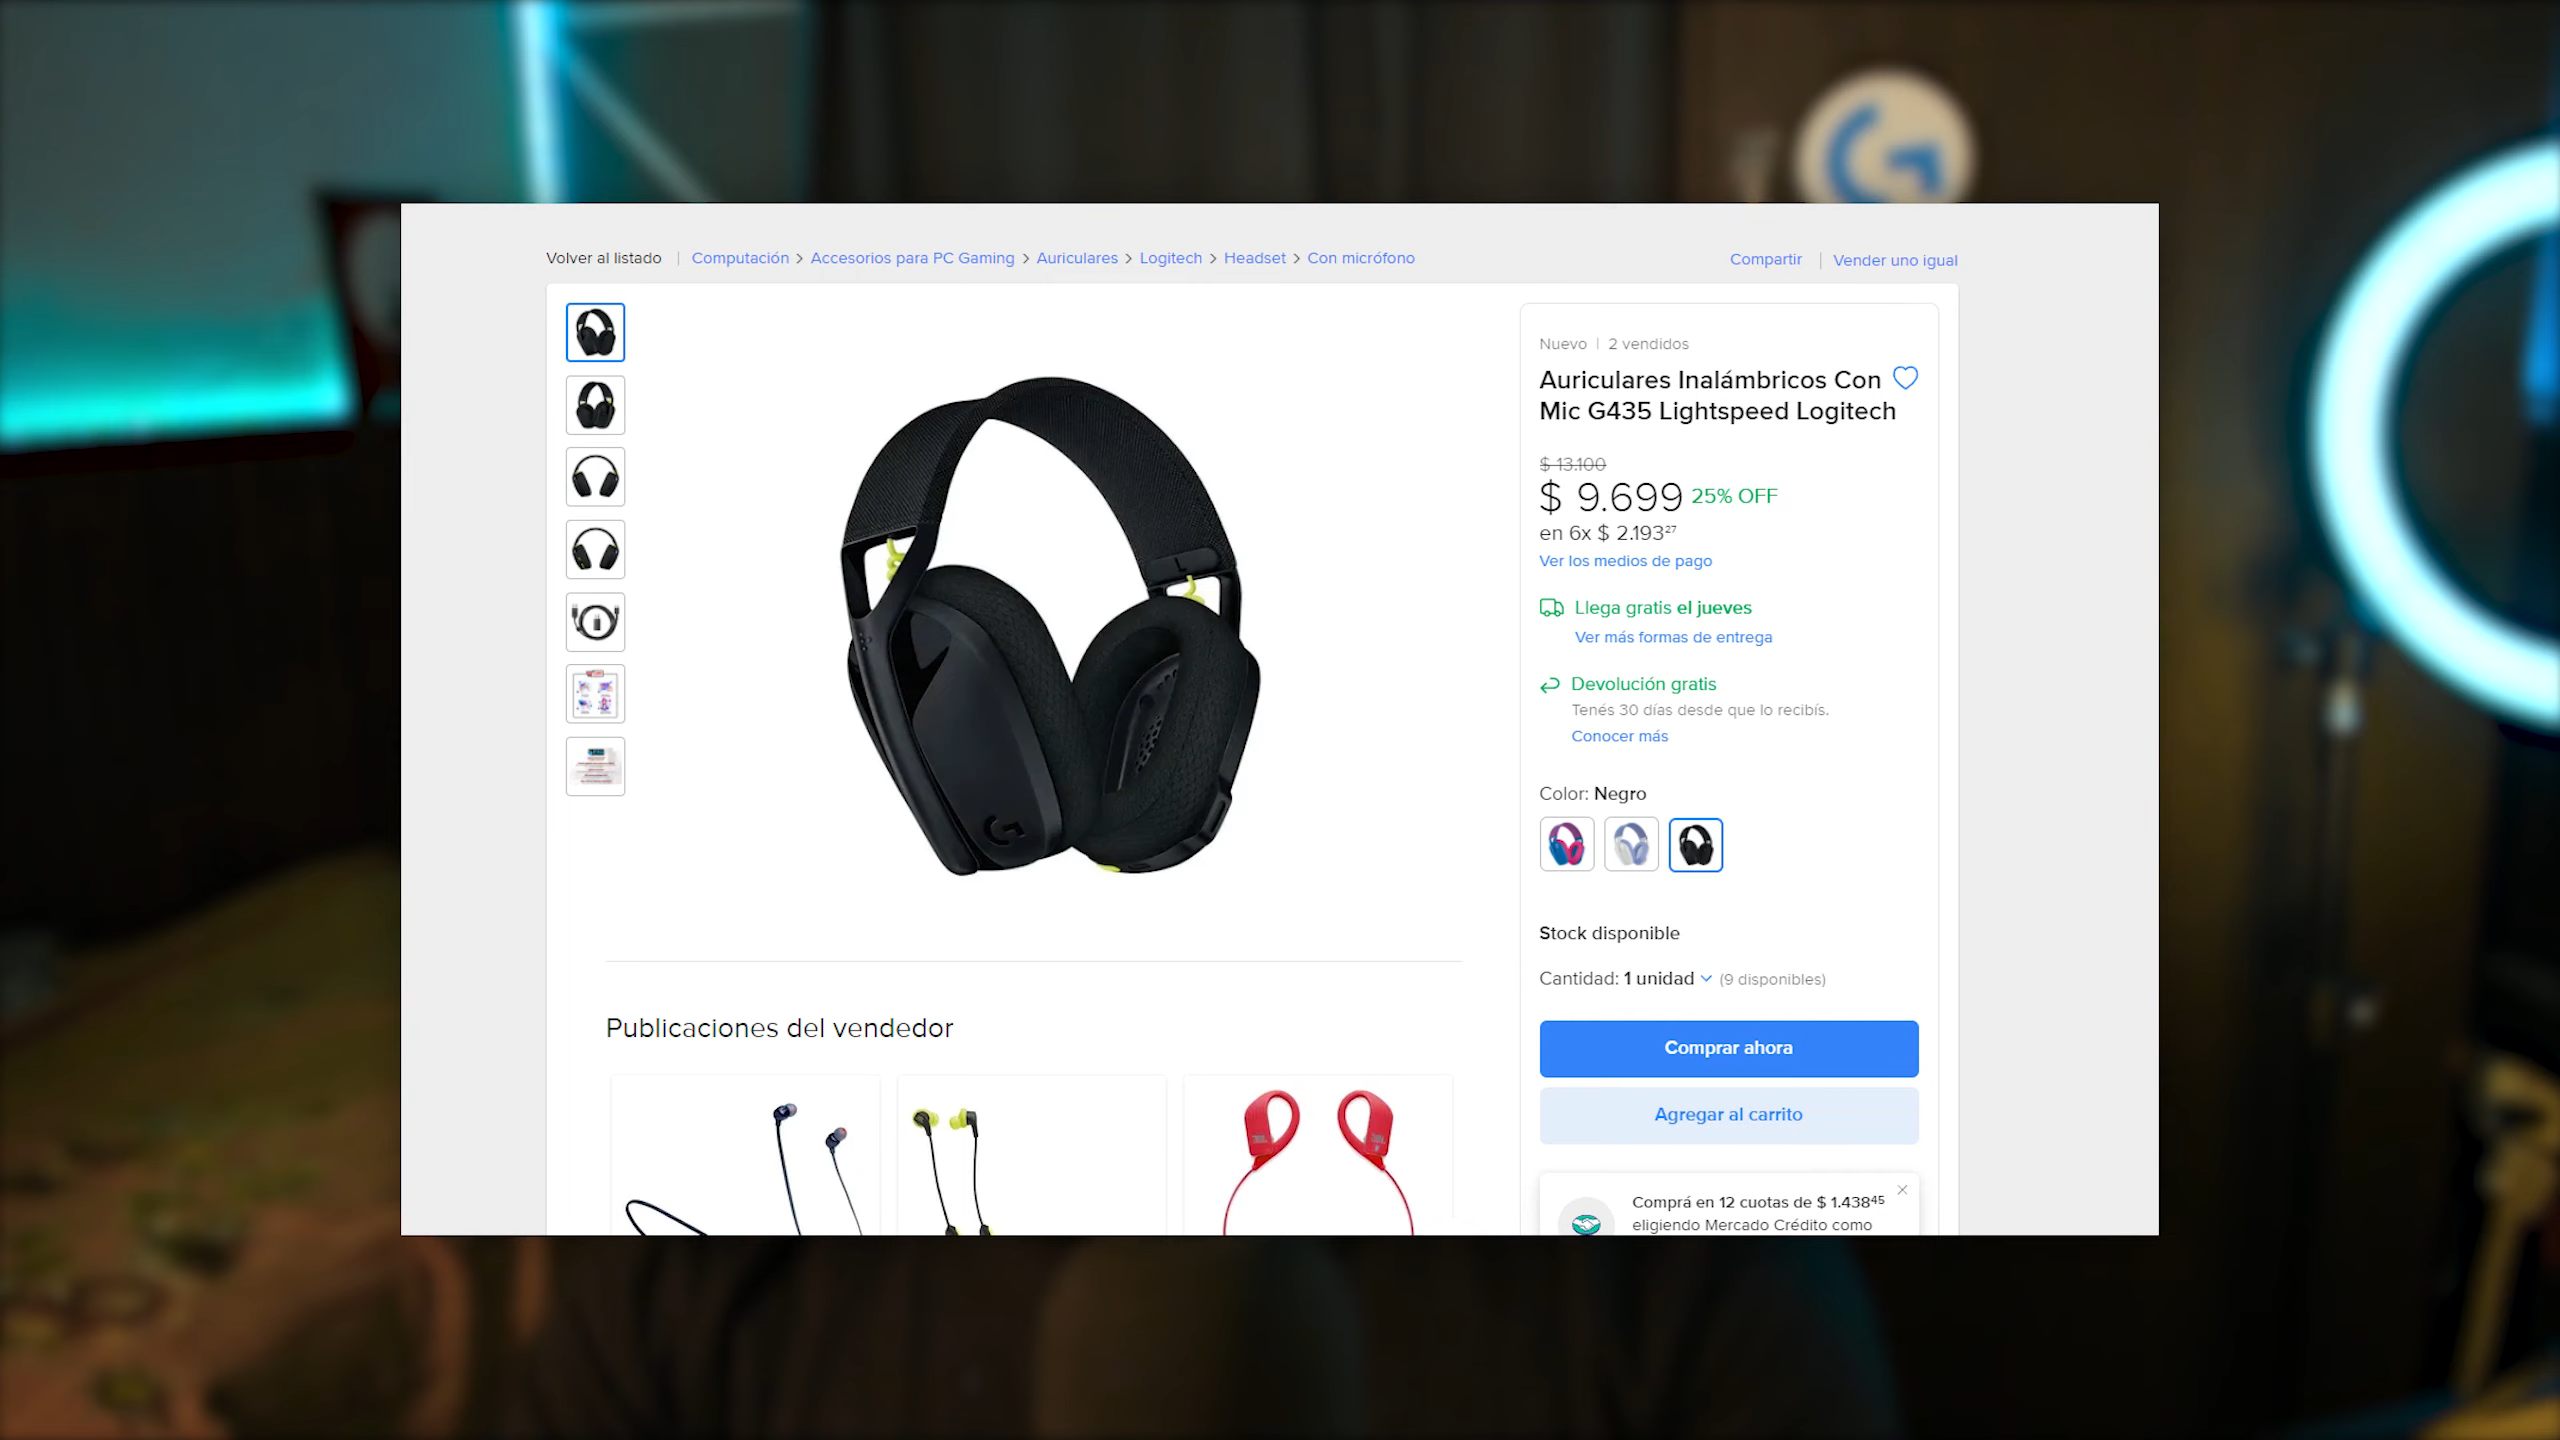 Volver al listado | Computación > Accesorios para PC Gaming > Auriculares > Logitech > Headset > Con micrófono
Compartir | Vender uno igual
Nuevo | 2 vendidos
Auriculares Inalámbricos Con
Mic G435 Lightspeed Logitech
$ 13.100
$ 9.699 25% OFF
en 6x $ 2.193²⁷
Ver los medios de pago
Llega gratis el jueves
Ver más formas de entrega
Devolución gratis
Tenés 30 días desde que lo recibís.
Conocer más
Color: Negro
Stock disponible
Cantidad: 1 unidad (9 disponibles)
Comprar ahora
Agregar al carrito
Comprá en 12 cuotas de $ 1.438⁴⁵
eligiendo Mercado Crédito como
Publicaciones del vendedor
L